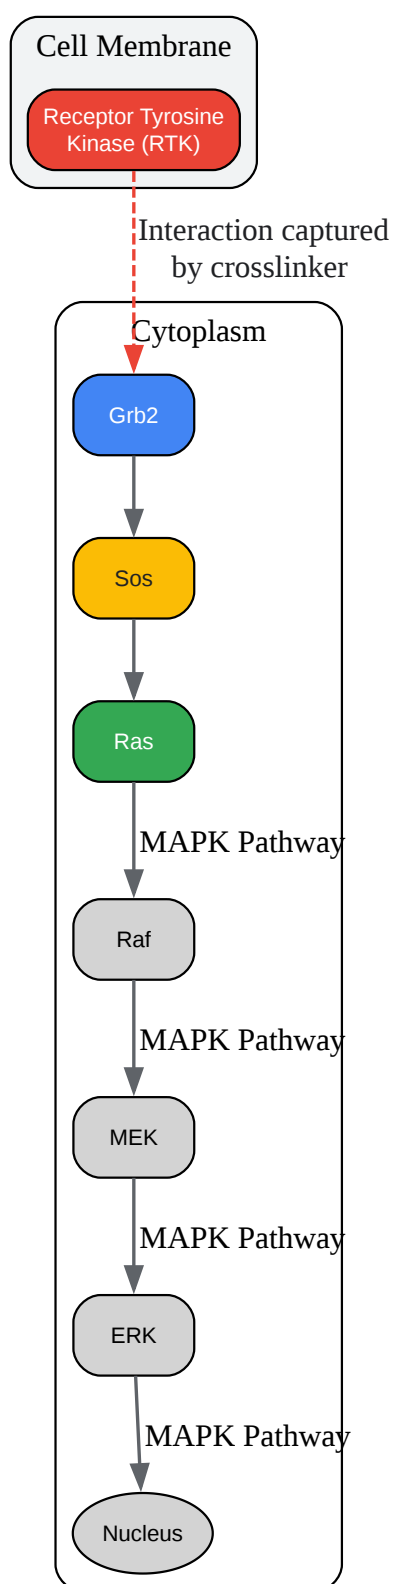 Cell Membrane
Receptor Tyrosine
Kinase (RTK)
Interaction captured
by crosslinker
Cytoplasm
Grb2
Sos
Ras
MAPK Pathway
Raf
MAPK Pathway
MEK
MAPK Pathway
ERK
MAPK Pathway
Nucleus